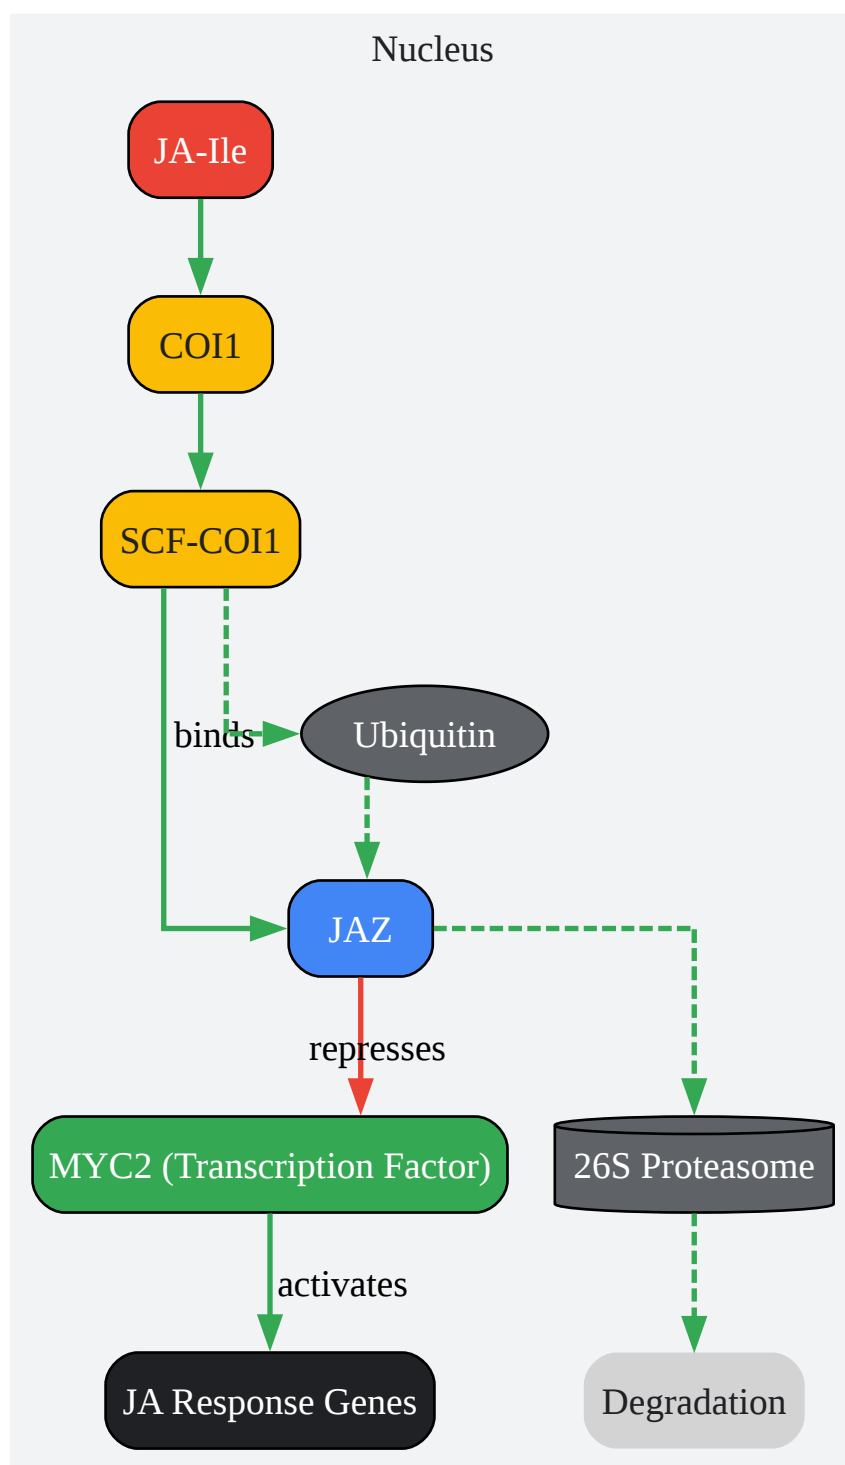 Nucleus
JA-Ile
COI1
SCF-COI1
binds
Ubiquitin
JAZ
represses
MYC2 (Transcription Factor)
26S Proteasome
activates
JA Response Genes
Degradation